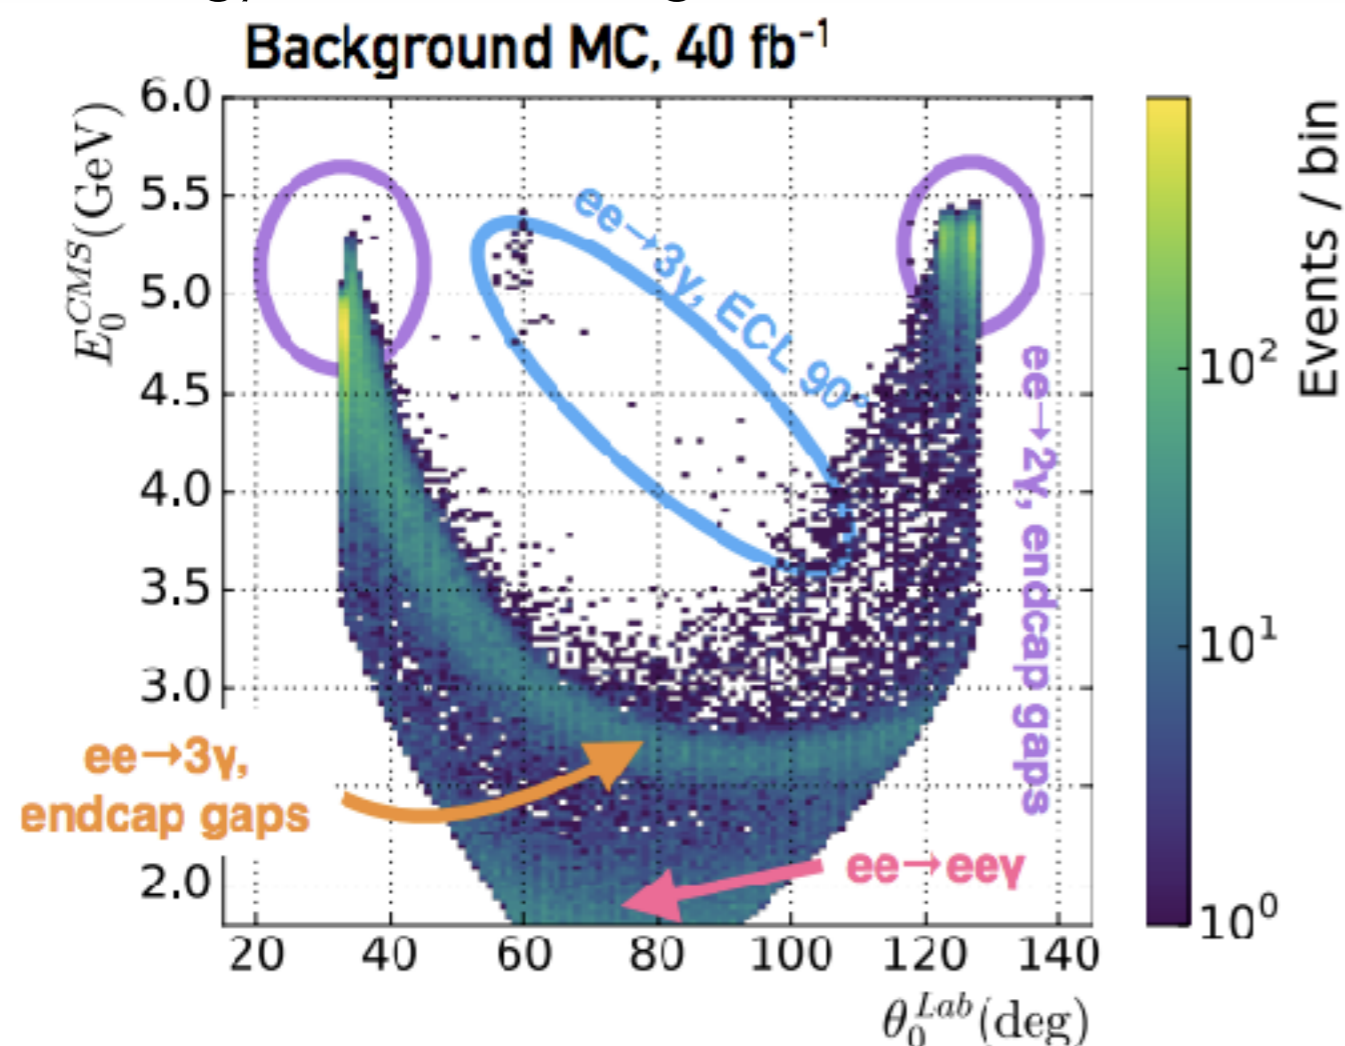 Background MC, 40 fb⁻¹
E₀^CMS (GeV)
6.0
5.5
5.0
4.5
4.0
3.5
3.0
2.0
ee→3γ, ECL 90°
ee→2γ, endcap gaps
ee→3γ,
endcap gaps
ee→eeγ
20 40 60 80 100 120 140
θ₀^Lab (deg)
10²
10¹
10⁰
Events / bin